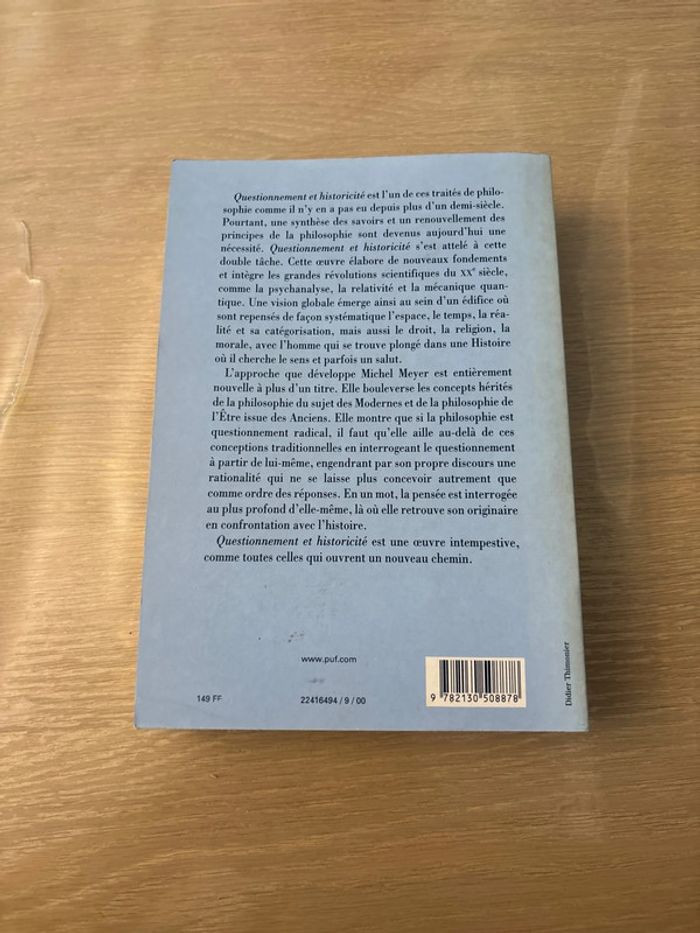 Questionnement et historicité est l'un de ces traités de philo-
sophie comme il n'y en a pas eu depuis plus d'un demi-siècle.
Pourtant, une synthèse des savoirs et un renouvellement des
principes de la philosophie sont devenus aujourd'hui une
nécessité. Questionnement et historicité s'est attelé à cette
double tâche. Cette œuvre élabore de nouveaux fondements
et intègre les grandes révolutions scientifiques du XXe siècle,
comme la psychanalyse, la relativité et la mécanique quan-
tique. Une vision globale émerge ainsi au sein d'un édifice où
sont repensés de façon systématique l'espace, le temps, la réa-
lité et sa catégorisation, mais aussi le droit, la religion, la
morale, avec l'homme qui se trouve plongé dans une Histoire
où il cherche le sens et parfois un salut.
L'approche que développe Michel Meyer est entièrement
nouvelle à plus d'un titre. Elle bouleverse les concepts hérités
de la philosophie du sujet des Modernes et de la philosophie de
l'Être issue des Anciens. Elle montre que si la philosophie est
questionnement radical, il faut qu'elle aille au-delà de ces
conceptions traditionnelles en interrogeant le questionnement
à partir de lui-même, engendrant par son propre discours une
rationalité qui ne se laisse plus concevoir autrement que
comme ordre des réponses. En un mot, la pensée est interrogée
au plus profond d'elle-même, là où elle retrouve son originaire
en confrontation avec l'histoire.
Questionnement et historicité est une œuvre intempestive,
comme toutes celles qui ouvrent un nouveau chemin.
www.puf.com
149 FF
22416494 / 9 / 00
9 782130 508878
Didier Thimonier